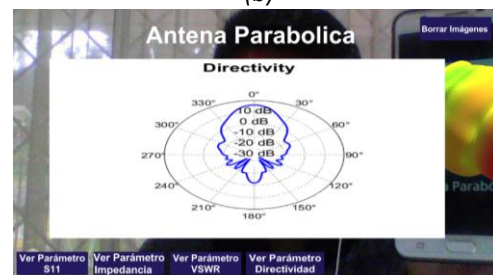 (b)
Antena Parabolica
Borrar Imágenes
Directivity
0°
330°
30°
10 dB
300°
0 dB
60°
-10 dB
-20 dB
270°
-30 dB
90°
240°
120°
210°
150°
180°
Parabo
Ver Parámetro
S11
Ver Parámetro
Impedancia
Ver Parámetro
VSWR
Ver Parámetro
Directividad